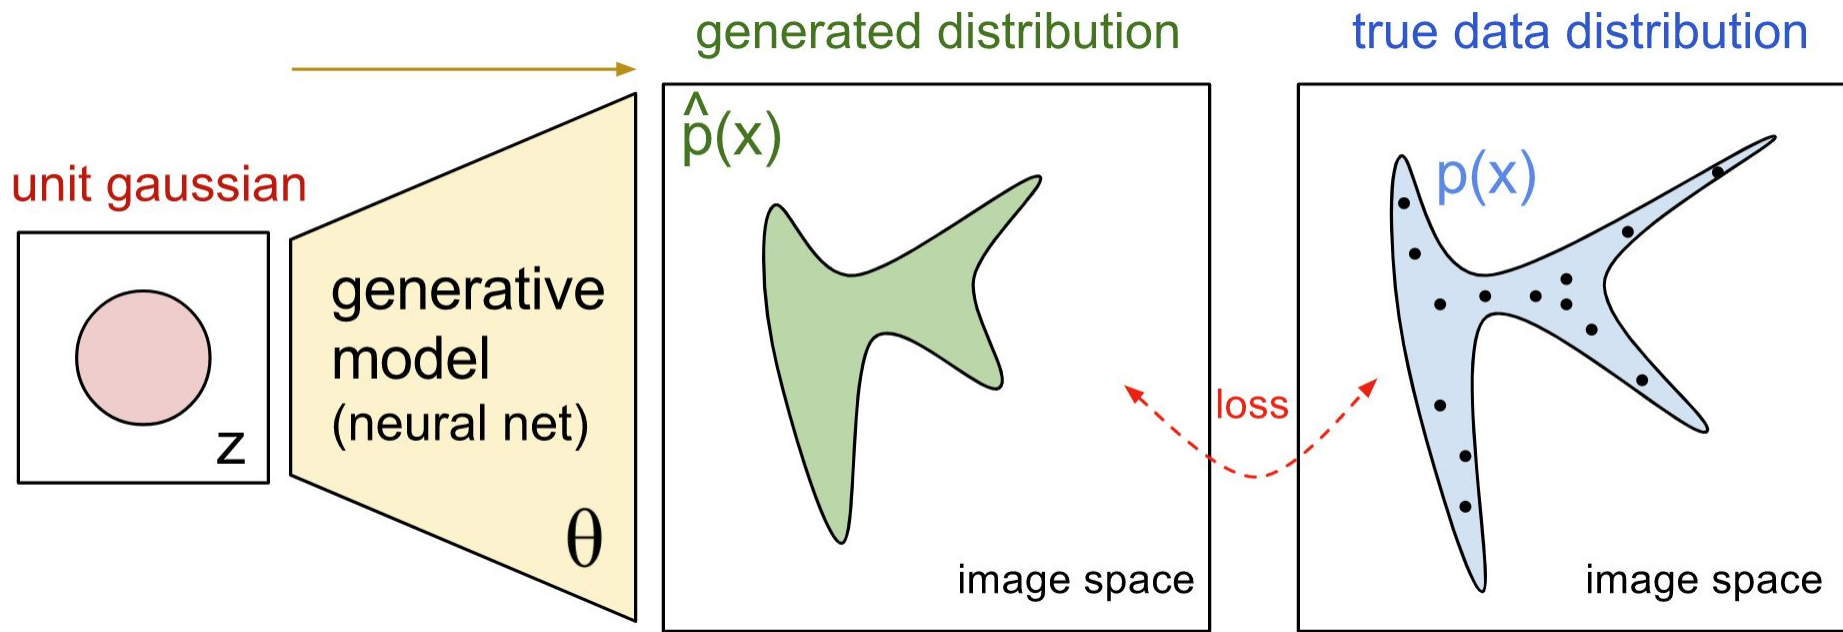 unit gaussian
z
generative
model
(neural net)
θ
generated distribution
p̂(x)
image space
loss
true data distribution
p(x)
image space